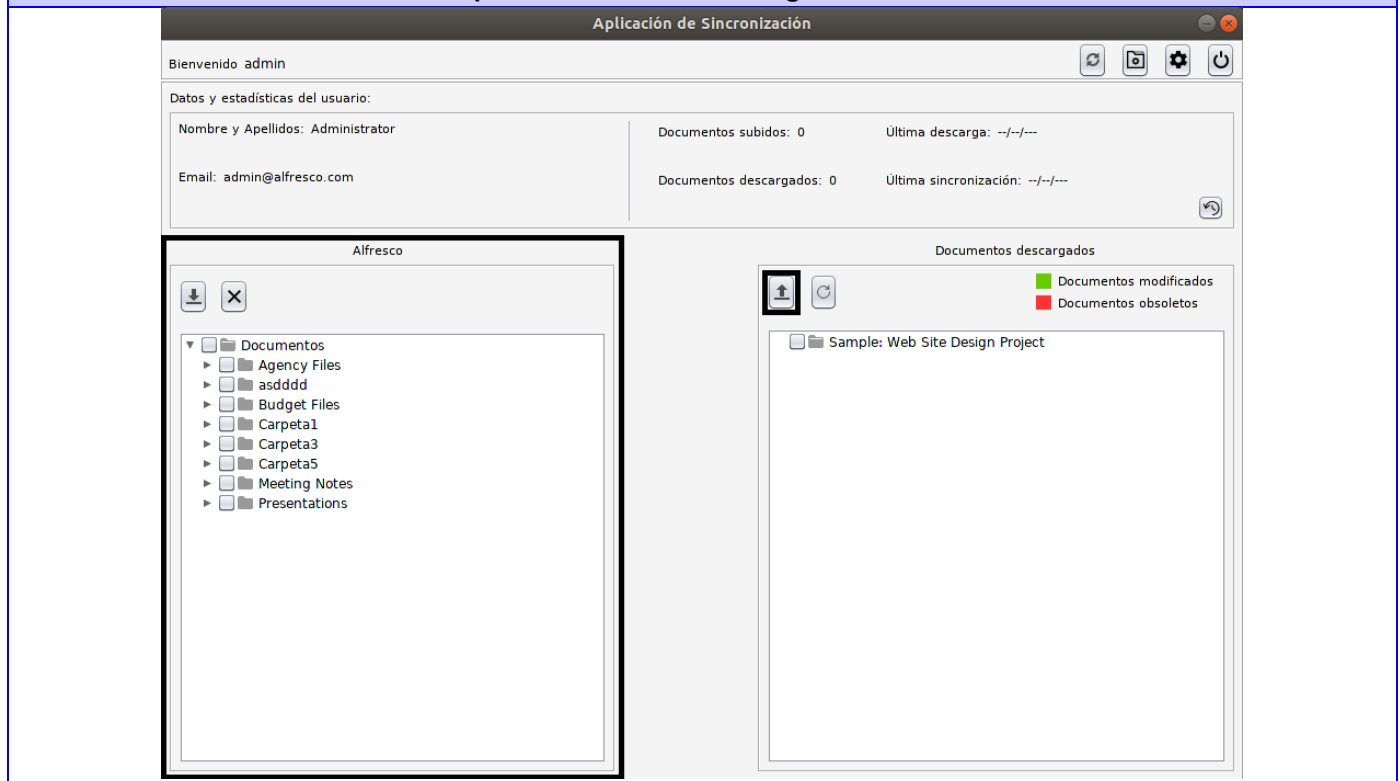 Aplicación de Sincronización
Bienvenido admin
Datos y estadísticas del usuario:
Nombre y Apellidos: Administrator
Documentos subidos: 0
Última descarga: --/--/---
Email: admin@alfresco.com
Documentos descargados: 0
Última sincronización: --/--/---
Alfresco
Documentos
Agency Files
asdddd
Budget Files
Carpeta1
Carpeta3
Carpeta5
Meeting Notes
Presentations
Documentos descargados
Documentos modificados
Documentos obsoletos
Sample: Web Site Design Project